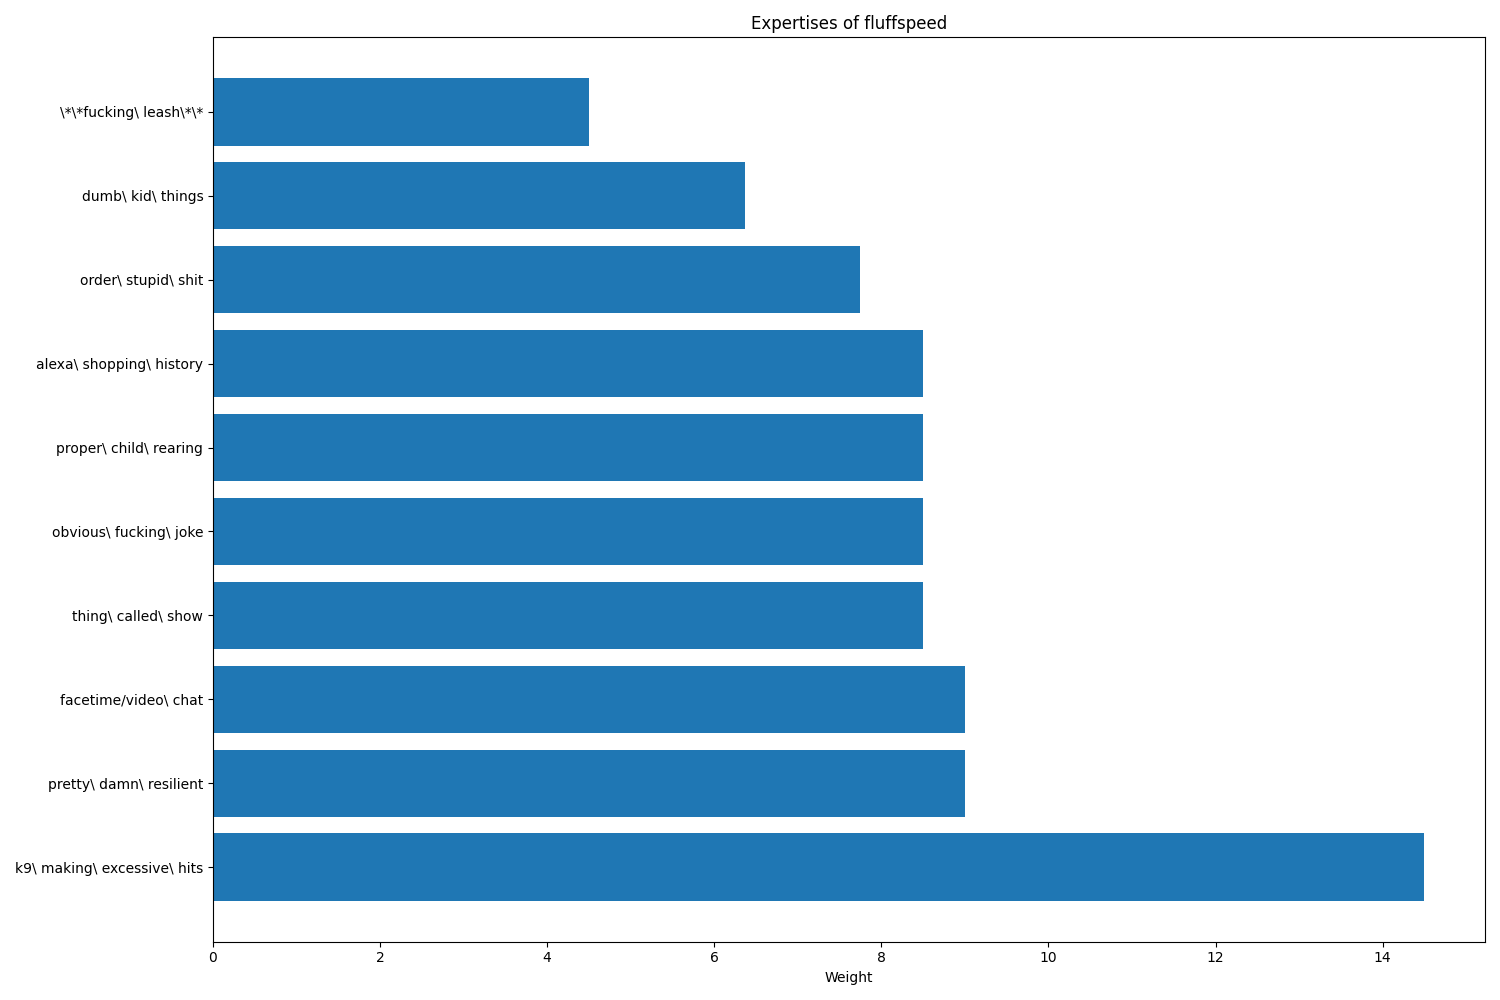 Expertises of fluffspeed
\*\*fucking\ leash\*\*
dumb\ kid\ things
order\ stupid\ shit
alexa\ shopping\ history
proper\ child\ rearing
obvious\ fucking\ joke
thing\ called\ show
facetime/video\ chat
pretty\ damn\ resilient
k9\ making\ excessive\ hits
0 2 4 6 8 10 12 14
Weight